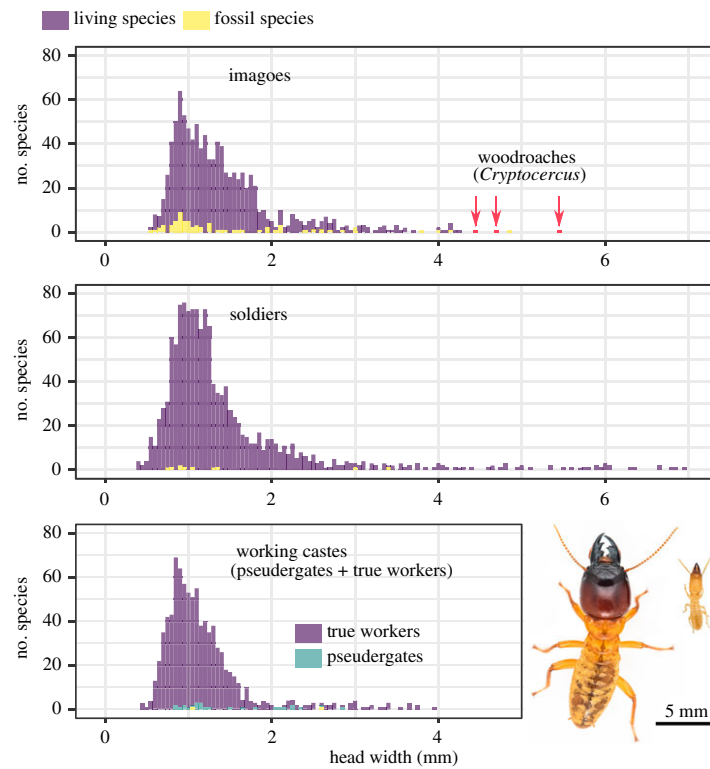 living species
fossil species
80
60
40
20
0
no. species
imagoes
woodroaches
(Cryptocercus)
0
2
4
6
80
60
40
20
0
no. species
soldiers
0
2
4
6
80
60
40
20
0
no. species
working castes
(pseudergates + true workers)
true workers
pseudergates
0
2
4
6
head width (mm)
5 mm